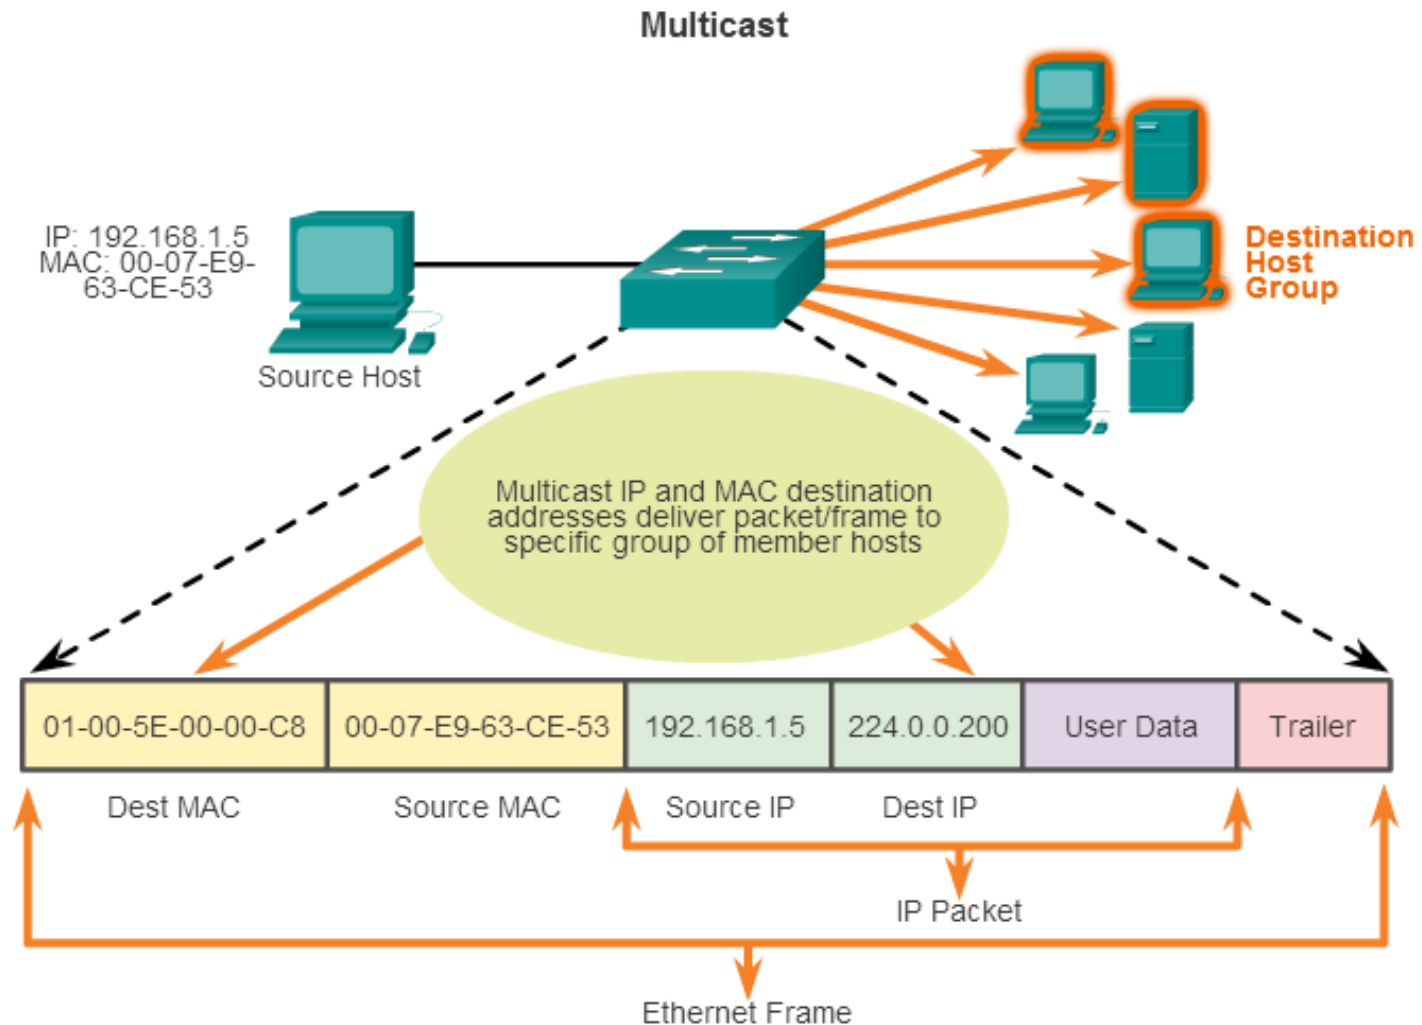 Multicast
IP: 192.168.1.5
MAC: 00-07-E9-
63-CE-53
Source Host
Destination
Host
Group
Multicast IP and MAC destination
addresses deliver packet/frame to
specific group of member hosts
01-00-5E-00-00-C8
00-07-E9-63-CE-53
192.168.1.5
224.0.0.200
User Data
Trailer
Dest MAC
Source MAC
Source IP
Dest IP
IP Packet
Ethernet Frame